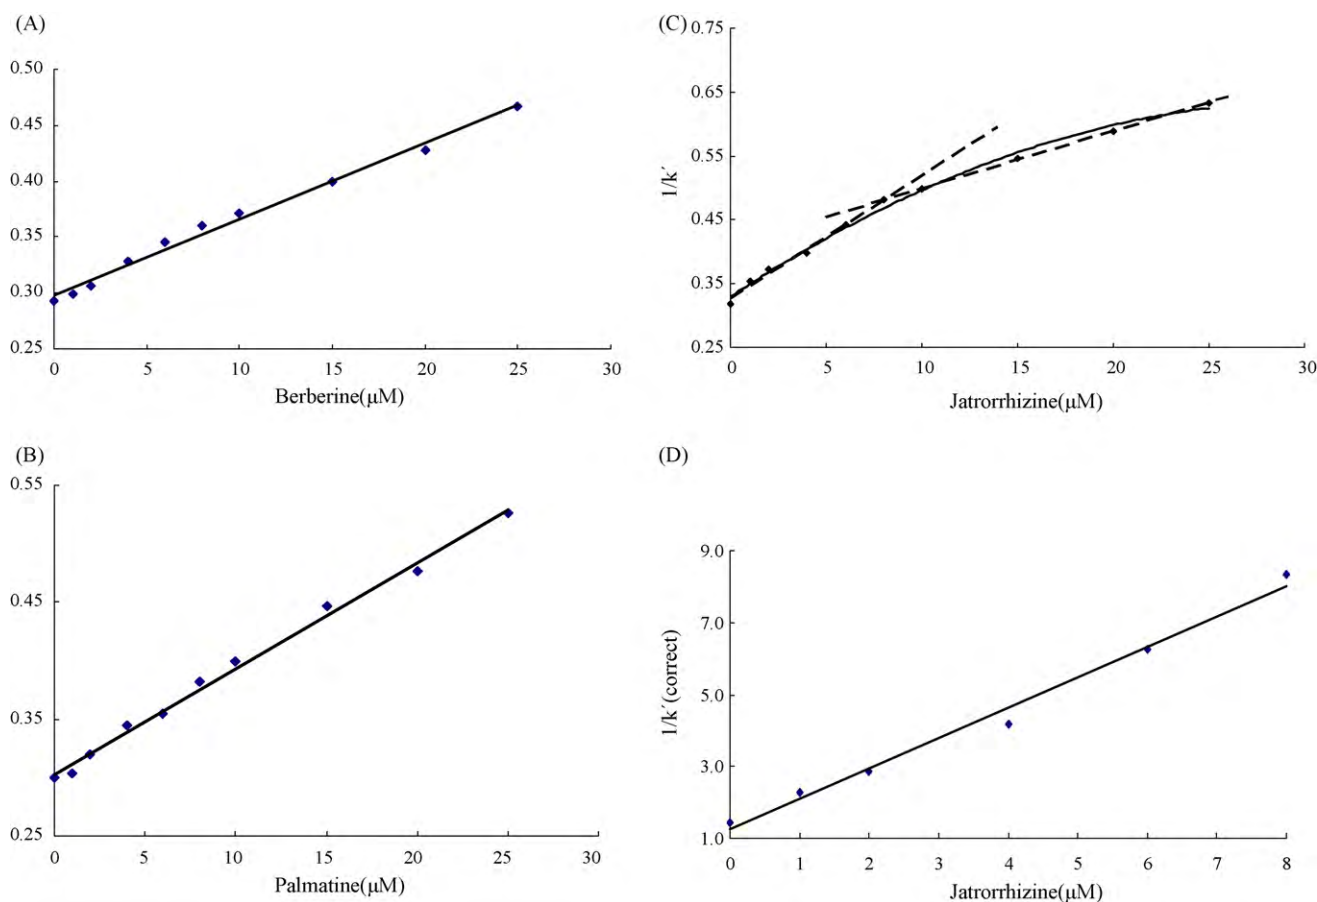 (A)
0.50
0.45
0.40
0.35
0.30
0.25
0 5 10 15 20 25 30
Berberine(μM)
(B)
0.55
0.45
0.35
0.25
0 5 10 15 20 25 30
Palmatine(μM)
(C)
0.75
0.65
0.55
0.45
0.35
0.25
1/k´
0 5 10 15 20 25 30
Jatrorrhizine(μM)
(D)
9.0
7.0
5.0
3.0
1.0
1/k´(correct)
0 1 2 3 4 5 6 7 8
Jatrorrhizine(μM)